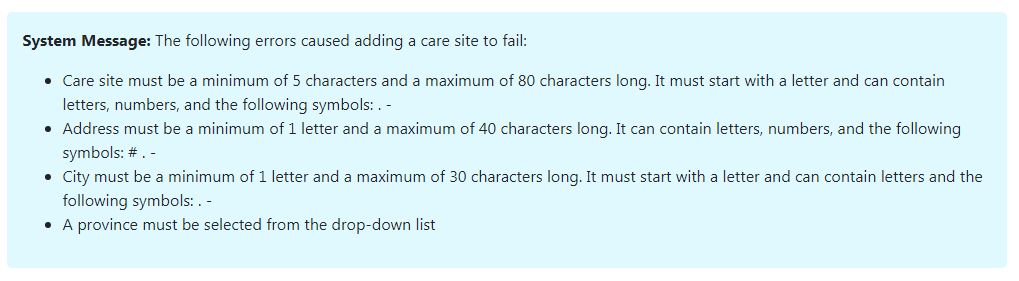 System Message: The following errors caused adding a care site to fail:
• Care site must be a minimum of 5 characters and a maximum of 80 characters long. It must start with a letter and can contain
letters, numbers, and the following symbols: . -
• Address must be a minimum of 1 letter and a maximum of 40 characters long. It can contain letters, numbers, and the following
symbols: # . -
• City must be a minimum of 1 letter and a maximum of 30 characters long. It must start with a letter and can contain letters and the
following symbols: . -
• A province must be selected from the drop-down list